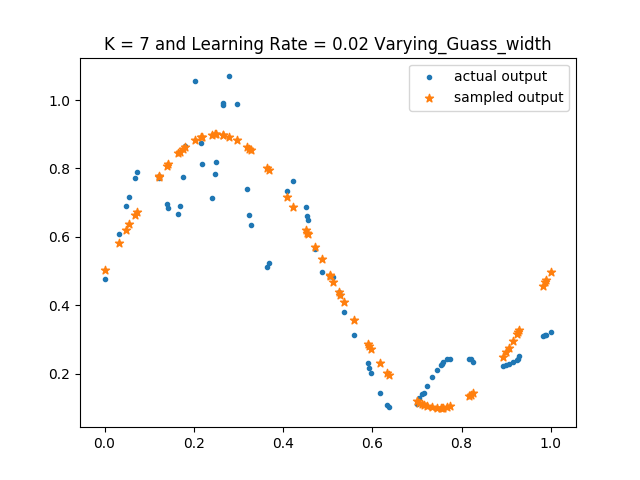 K = 7 and Learning Rate = 0.02 Varying_Guass_width
actual output
sampled output
1.0
0.8
0.6
0.4
0.2
0.0 0.2 0.4 0.6 0.8 1.0